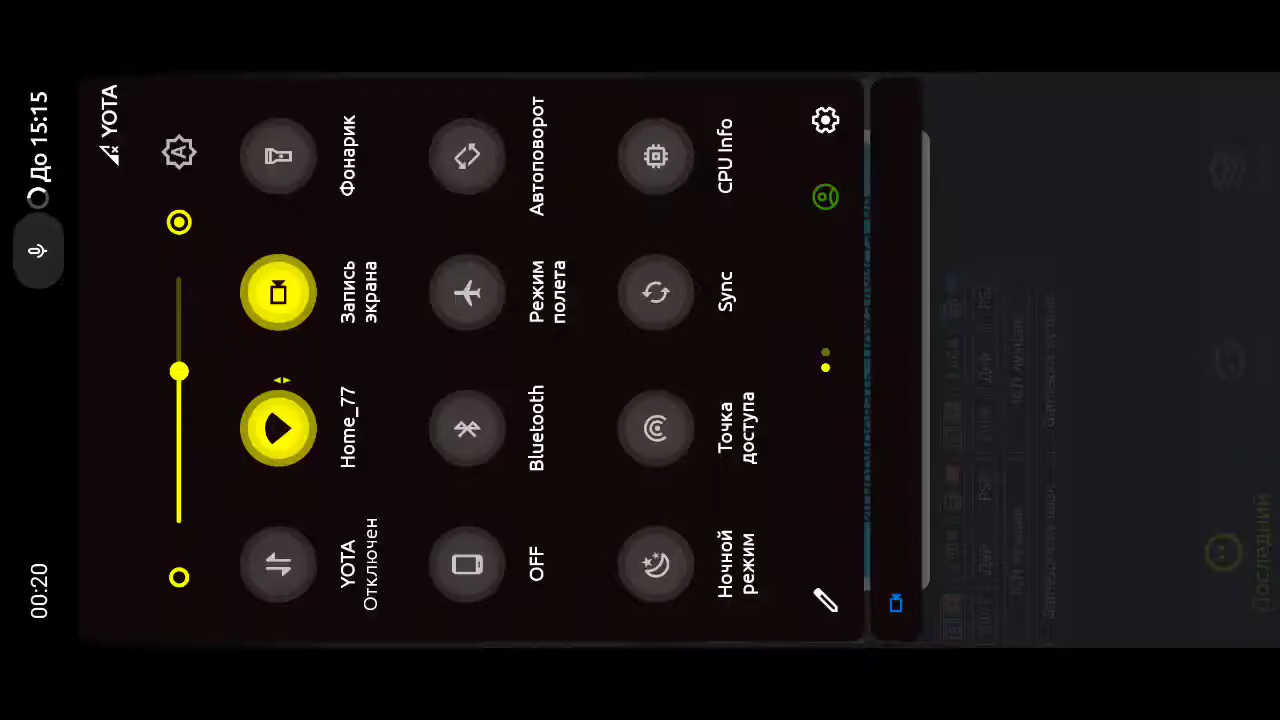 00:20
До 15:15
YOTA
Home_77
Запись
экрана
Фонарик
YOTA
Отключен
OFF
Bluetooth
Режим
полета
Автоповорот
Ночной
режим
Точка
доступа
Sync
CPU Info
Последний